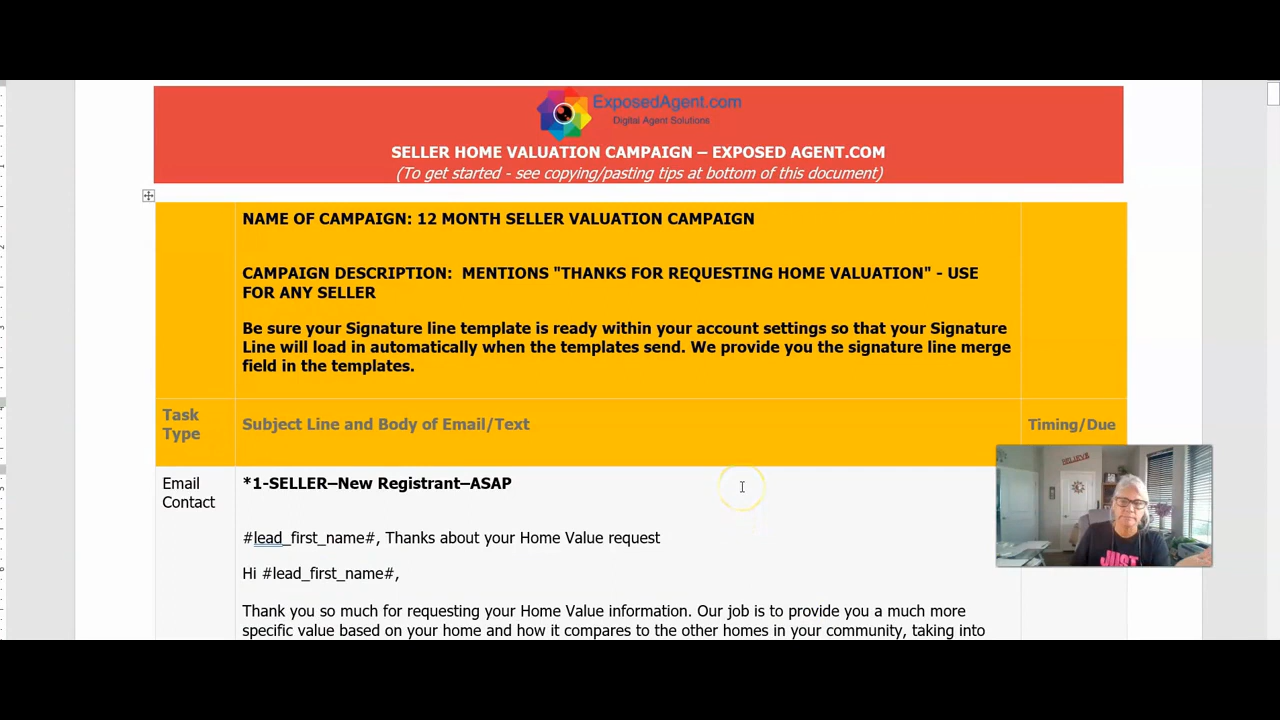 ExposedAgent.com
Digital Agent Solutions
SELLER HOME VALUATION CAMPAIGN – EXPOSED AGENT.COM
(To get started - see copying/pasting tips at bottom of this document)
NAME OF CAMPAIGN: 12 MONTH SELLER VALUATION CAMPAIGN
CAMPAIGN DESCRIPTION:  MENTIONS "THANKS FOR REQUESTING HOME VALUATION" - USE
FOR ANY SELLER
Be sure your Signature line template is ready within your account settings so that your Signature
Line will load in automatically when the templates send. We provide you the signature line merge
field in the templates.
Task
Type
Subject Line and Body of Email/Text
Timing/Due
Email
Contact
*1-SELLER–New Registrant–ASAP
#lead_first_name#, Thanks about your Home Value request
Hi #lead_first_name#,
Thank you so much for requesting your Home Value information. Our job is to provide you a much more
specific value based on your home and how it compares to the other homes in your community, taking into
BELIEVE
JUST